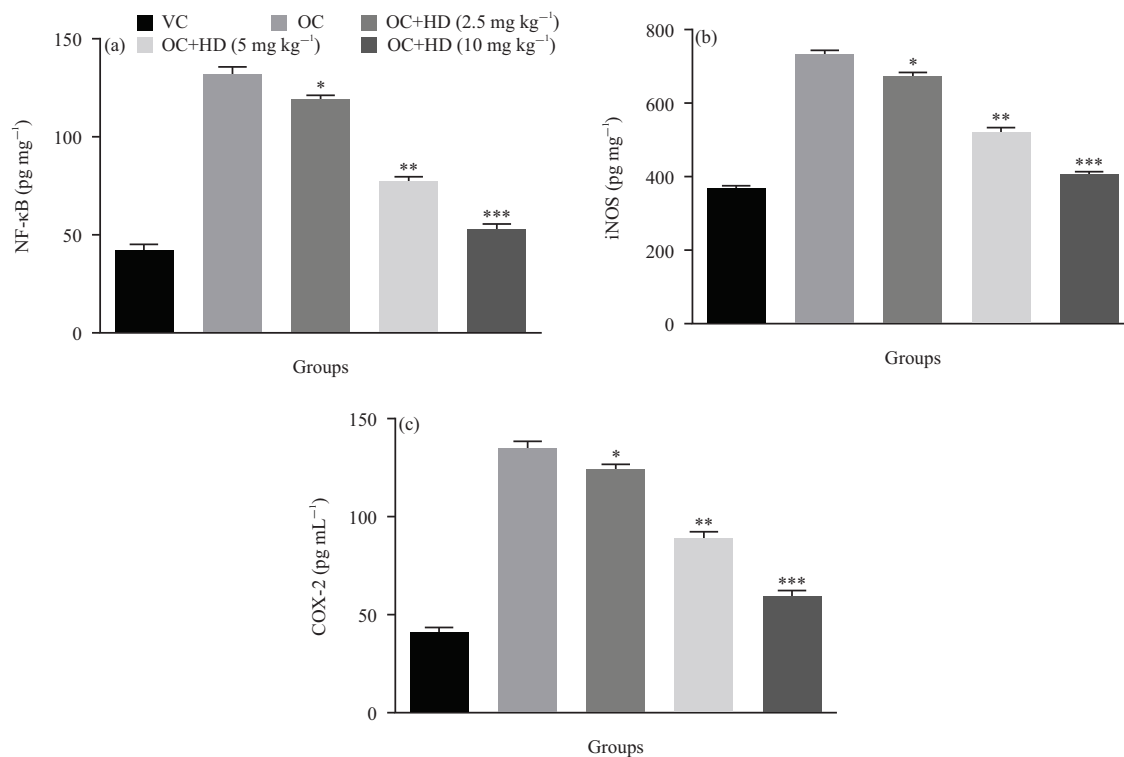 VC OC OC+HD (2.5 mg kg⁻¹)
OC+HD (5 mg kg⁻¹) OC+HD (10 mg kg⁻¹)
(a)
150
100
50
0
NF-κB (pg mg⁻¹)
*
**
***
Groups
(b)
800
600
400
200
0
iNOS (pg mg⁻¹)
*
**
***
Groups
(c)
150
100
50
0
COX-2 (pg mL⁻¹)
*
**
***
Groups